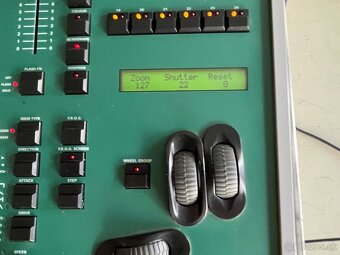 COLOUR
BEAMSHAPE
POSITION
FLASH FN
OFF
FLASH
SOLO
Zoom Shutter Reset
127 22 0
MEM TYPE
F.R.O.G.
DIRECTION
F.R.O.G. SCREEN
WHEEL GROUP
ATTACK
STEP
DRIVE
SPEED